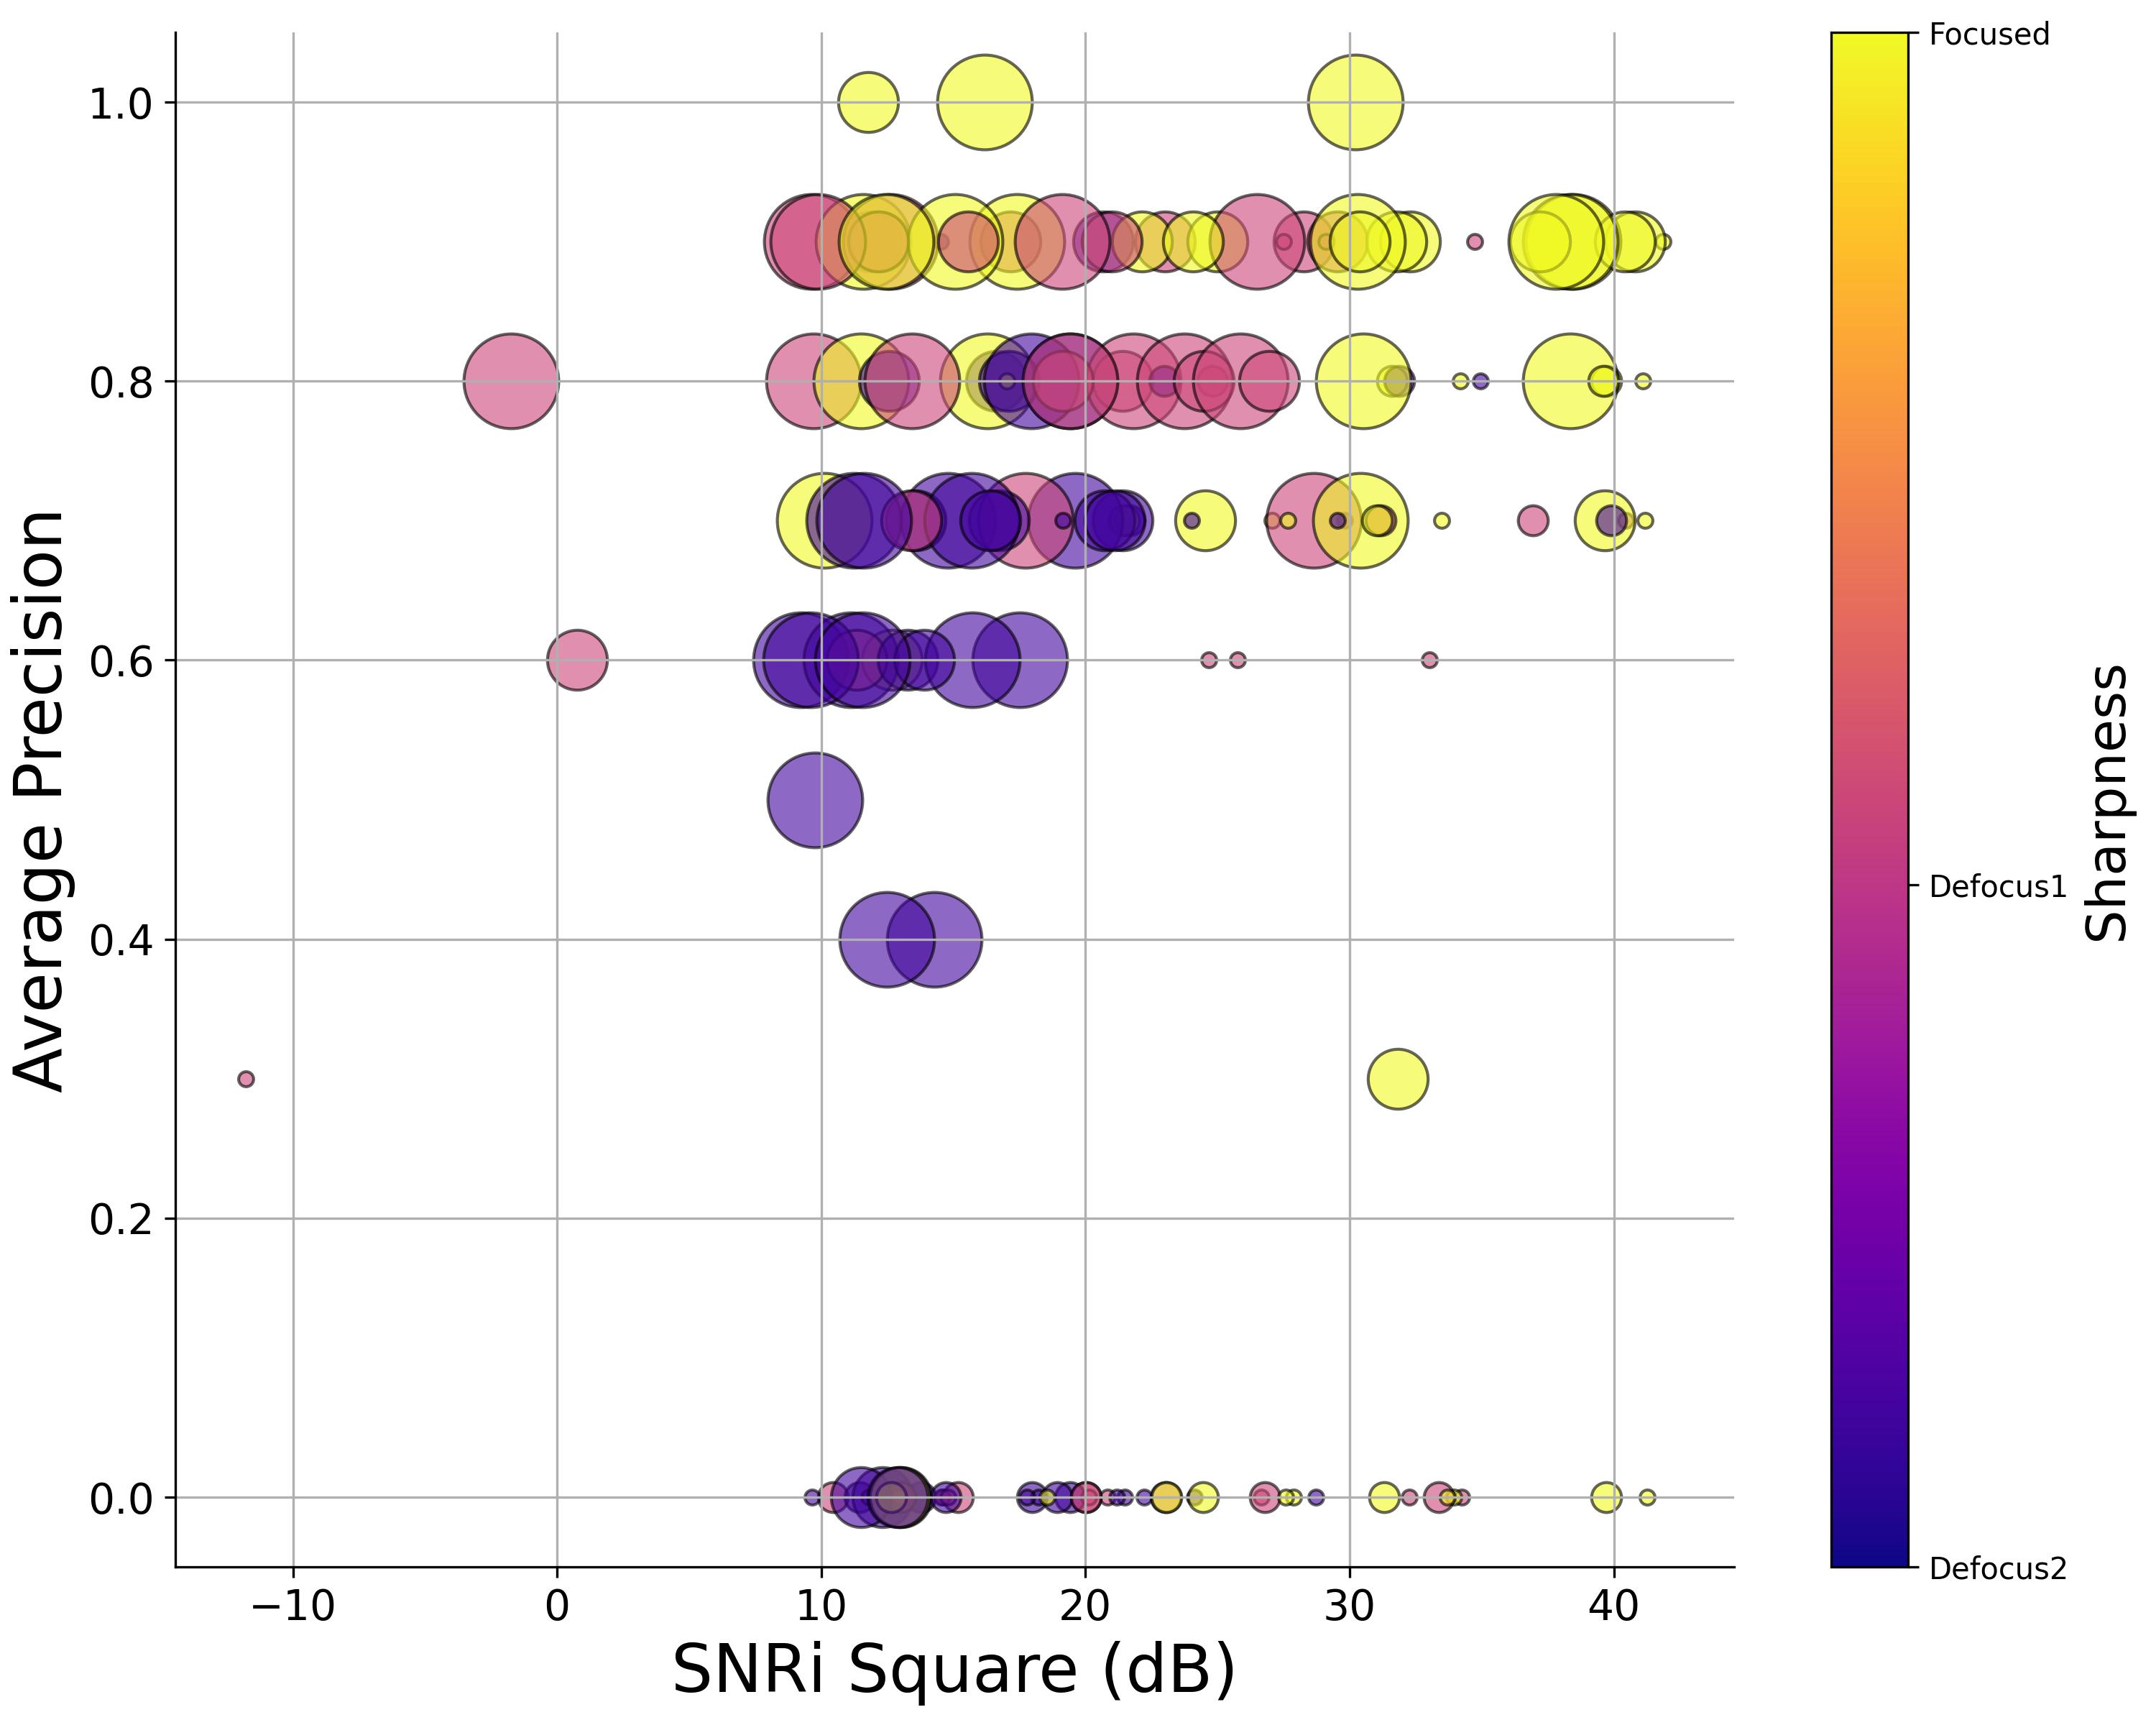 Average Precision
1.0
0.8
0.6
0.4
0.2
0.0
−10
0
10
20
30
40
SNRi Square (dB)
Focused
Defocus1
Defocus2
Sharpness